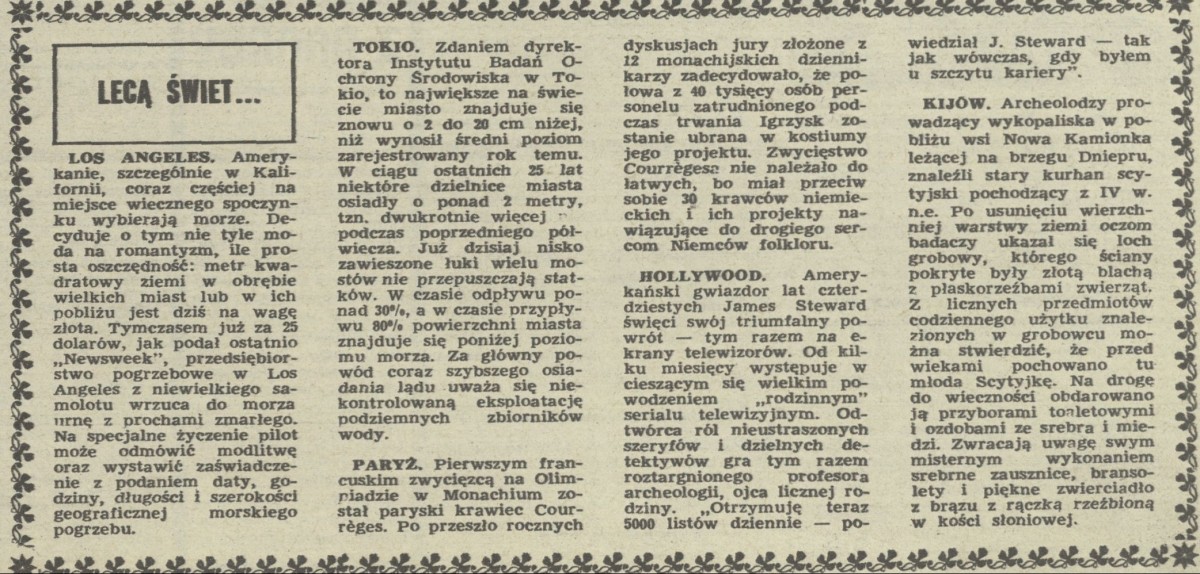 LECĄ ŚWIET...
LOS ANGELES. Amery-
kanie, szczególnie w Kali-
fornii, coraz częściej na
miejsce wiecznego spoczyn-
ku wybierają morze. De-
cyduje o tym nie tyle mo-
da na romantyzm, ile pro-
sta oszczędność: metr kwa-
dratowy ziemi w obrębie
wielkich miast lub w ich
pobliżu jest dziś na wagę
złota. Tymczasem już za 25
dolarów, jak podał ostatnio
„Newsweek”, przedsiębior-
stwo pogrzebowe w Los
Angeles z niewielkiego sa-
molotu wrzuca do morza
urnę z prochami zmarłego.
Na specjalne życzenie pilot
może odmówić modlitwę
oraz wystawić zaświadcze-
nie z podaniem daty, go-
dziny, długości i szerokości
geograficznej morskiego
pogrzebu.
TOKIO. Zdaniem dyrek-
tora Instytutu Badań O-
chrony Środowiska w To-
kio, to największe na świe-
cie miasto znajduje się
znowu o 2 do 20 cm niżej,
niż wynosił średni poziom
zarejestrowany rok temu.
W ciągu ostatnich 25 lat
niektóre dzielnice miasta
osiadły o ponad 2 metry,
tzn. dwukrotnie więcej
podczas poprzedniego pół-
wiecza. Już dzisiaj nisko
zawieszone łuki wielu mo-
stów nie przepuszczają stat-
ków. W czasie odpływu po-
nad 30%, a w czasie przypły-
wu 80% powierzchni miasta
znajduje się poniżej pozio-
mu morza. Za główny po-
wód coraz szybszego osia-
dania lądu uważa się nie-
kontrolowaną eksploatację
podziemnych zbiorników
wody.
PARYŻ. Pierwszym fran-
cuskim zwycięzcą na Olim-
piadzie w Monachium zo-
stał paryski krawiec Cour-
règes. Po przeszło rocznych
dyskusjach jury złożone z
12 monachijskich dzienni-
karzy zadecydowało, że po-
łowa z 40 tysięcy osób per-
sonelu zatrudnionego pod-
czas trwania Igrzysk zo-
stanie ubrana w kostiumy
jego projektu. Zwycięstwo
Courrègesa nie należało do
łatwych, bo miał przeciw
sobie 30 krawców niemie-
ckich i ich projekty na-
wiązujące do drogiego ser-
com Niemców folkloru.
HOLLYWOOD. Amery-
kański gwiazdor lat czter-
dziestych James Steward
święci swój triumfalny po-
wrót — tym razem na e-
krany telewizorów. Od kil-
ku miesięcy występuje w
cieszącym się wielkim po-
wodzeniem „rodzinnym”
serialu telewizyjnym. Od-
twórca ról nieustraszonych
szeryfów i dzielnych de-
tektywów gra tym razem
roztargnionego profesora
archeologii, ojca licznej ro-
dziny. „Otrzymuję teraz
5000 listów dziennie — po-
wiedział J. Steward — tak
jak wówczas, gdy byłem
u szczytu kariery”.
KIJÓW. Archeolodzy pro-
wadzący wykopaliska w po-
bliżu wsi Nowa Kamionka
leżącej na brzegu Dniepru,
znaleźli stary kurhan scy-
tyjski pochodzący z IV w.
n.e. Po usunięciu wierzch-
niej warstwy ziemi oczom
badaczy ukazał się loch
grobowy, którego ściany
pokryte były złotą blachą
z płaskorzeźbami zwierząt.
Z licznych przedmiotów
codziennego użytku znale-
zionych w grobowcu mo-
żna stwierdzić, że przed
wiekami pochowano tu
młodą Scytyjkę. Na drogę
do wieczności obdarowano
ją przyborami toaletowymi
i ozdobami ze srebra i mie-
dzi. Zwracają uwagę swym
misternym wykonaniem
srebrne zausznice, branso-
lety i piękne zwierciadło
z brązu z rączką rzeźbioną
w kości słoniowej.